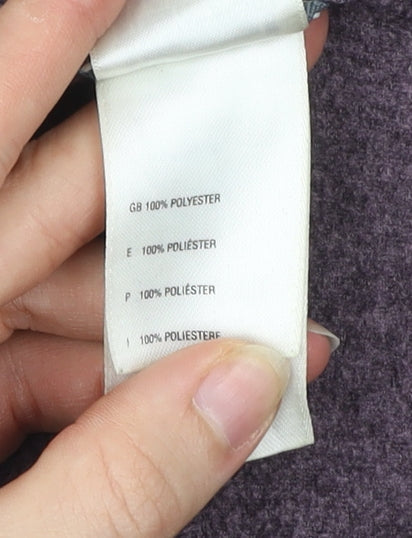 GB 100% POLYESTER
E 100% POLIÉSTER
P 100% POLIÉSTER
I 100% POLIESTERE